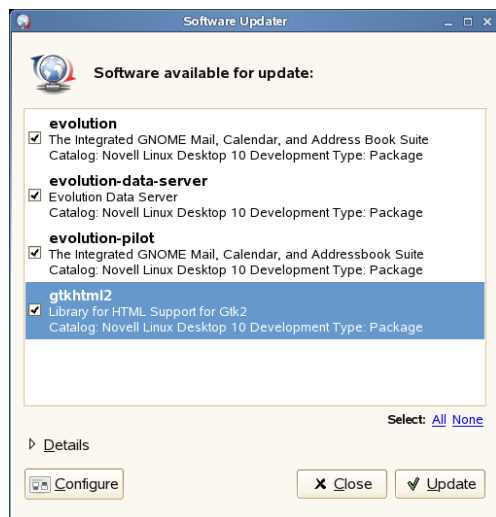 Software Updater
Software available for update:
evolution
The Integrated GNOME Mail, Calendar, and Address Book Suite
Catalog: Novell Linux Desktop 10 Development Type: Package
evolution-data-server
Evolution Data Server
Catalog: Novell Linux Desktop 10 Development Type: Package
evolution-pilot
The Integrated GNOME Mail, Calendar, and Addressbook Suite
Catalog: Novell Linux Desktop 10 Development Type: Package
gtkhtml2
Library for HTML Support for Gtk2
Catalog: Novell Linux Desktop 10 Development Type: Package
Select: All None
Details
Configure Close Update